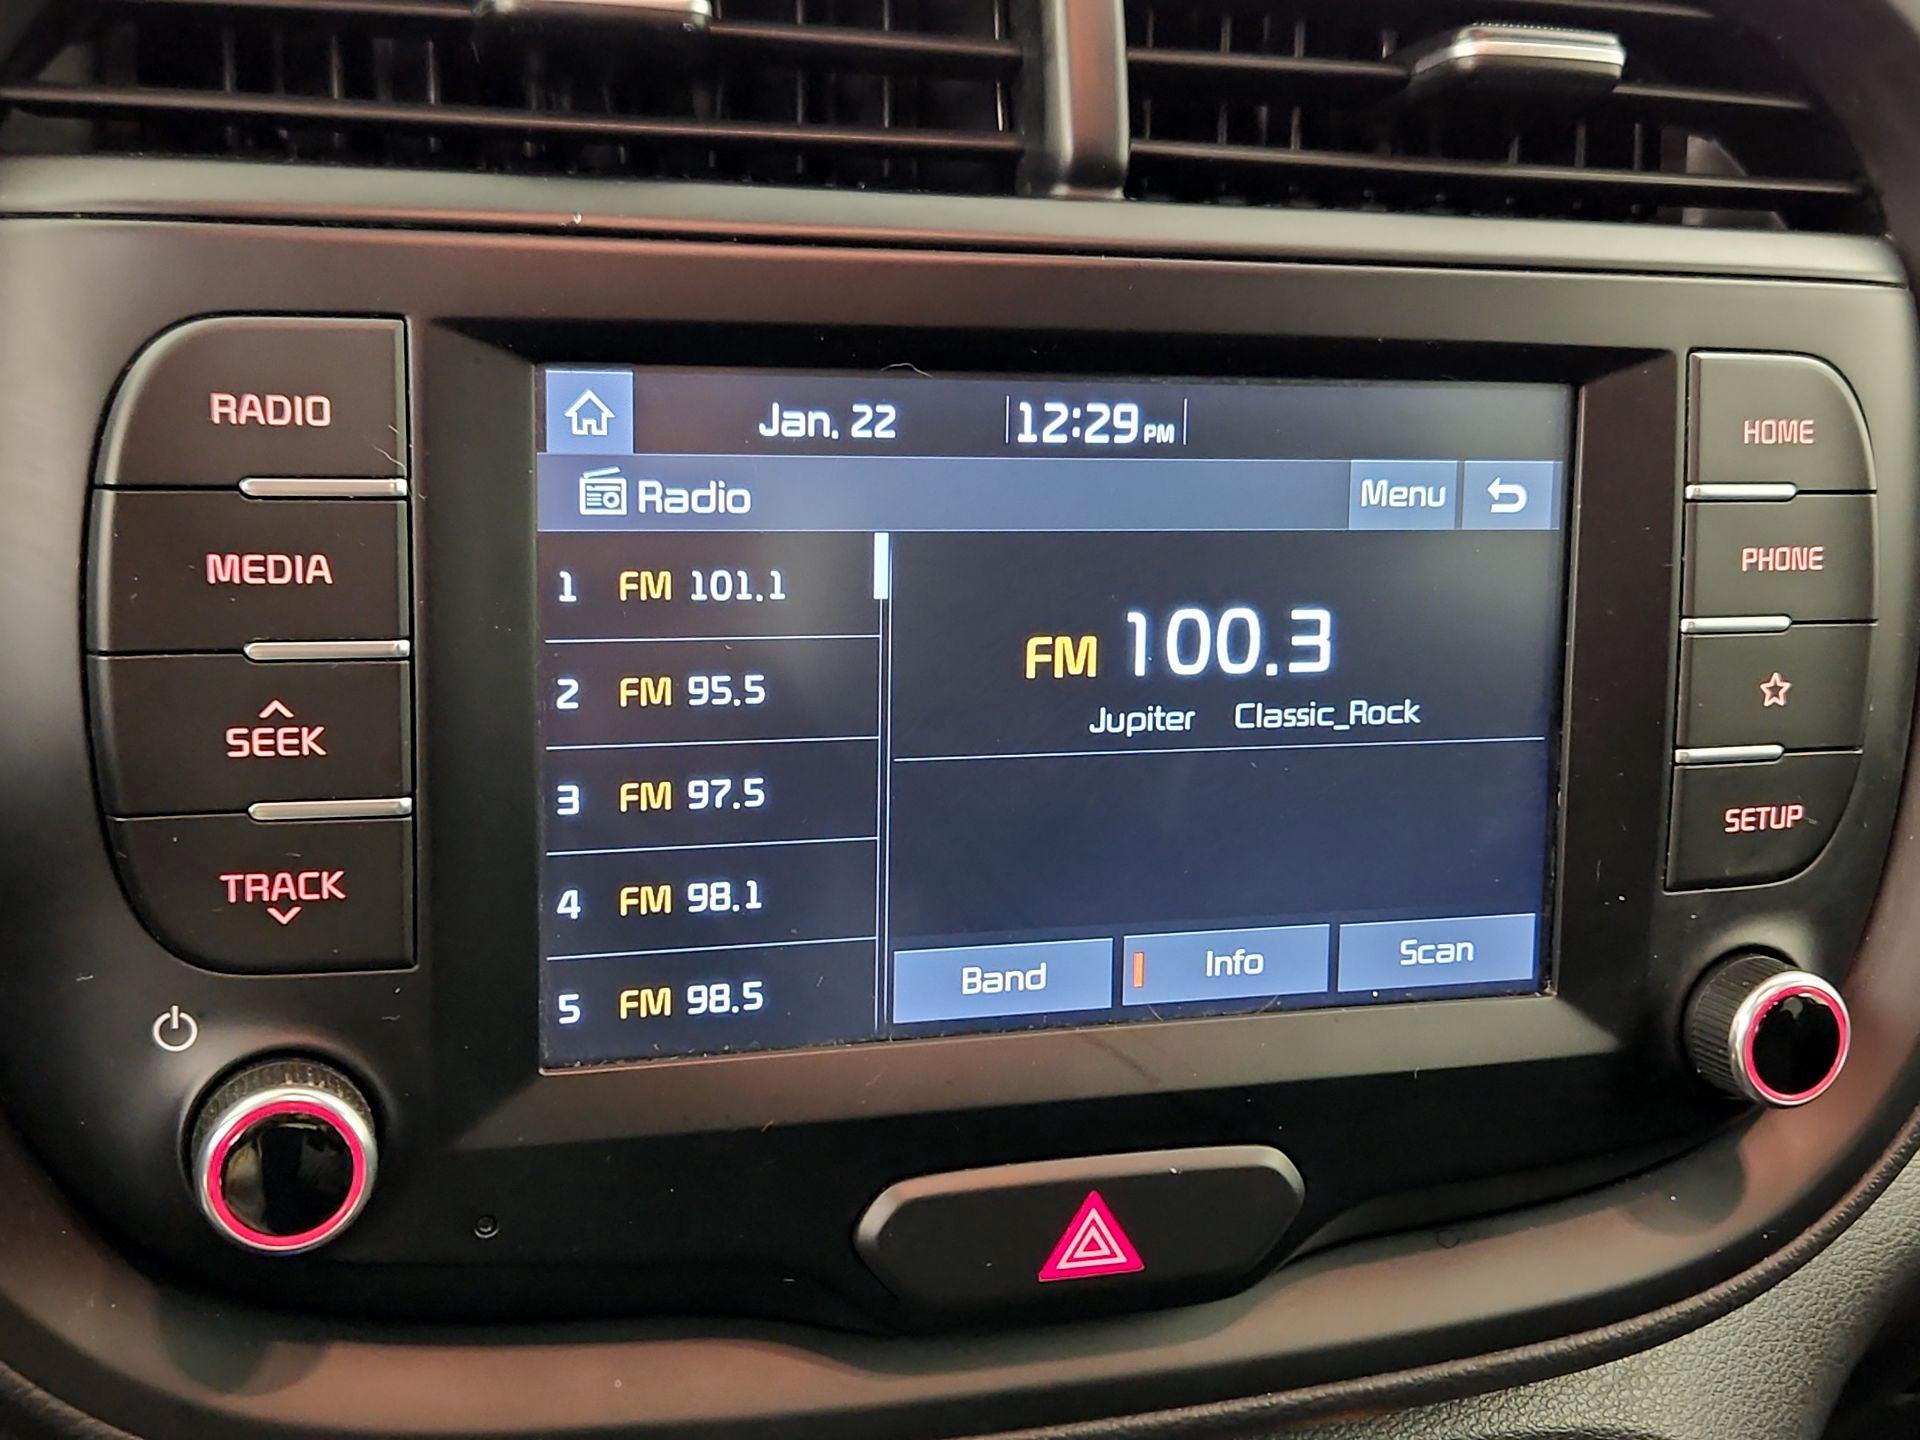 RADIO
MEDIA
SEEK
TRACK
Jan. 22 12:29 PM
Radio Menu
1 FM 101.1
2 FM 95.5
3 FM 97.5
4 FM 98.1
5 FM 98.5
FM 100.3
Jupiter Classic_Rock
Band Info Scan
HOME
PHONE
SETUP